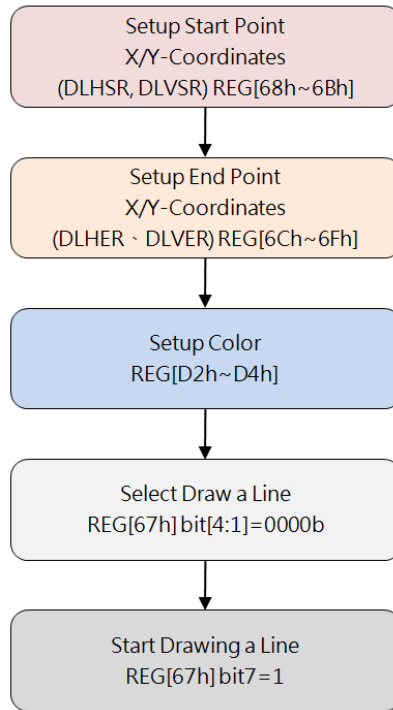 Setup Start Point
X/Y-Coordinates
(DLHSR, DLVSR) REG[68h~6Bh]
Setup End Point
X/Y-Coordinates
(DLHER、DLVER) REG[6Ch~6Fh]
Setup Color
REG[D2h~D4h]
Select Draw a Line
REG[67h] bit[4:1]=0000b
Start Drawing a Line
REG[67h] bit7=1